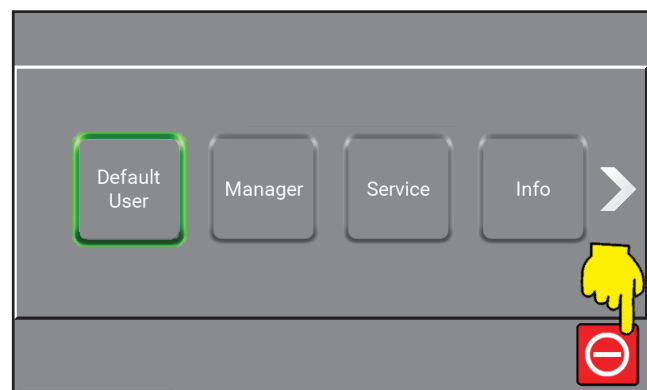 Default
User
Manager
Service
Info